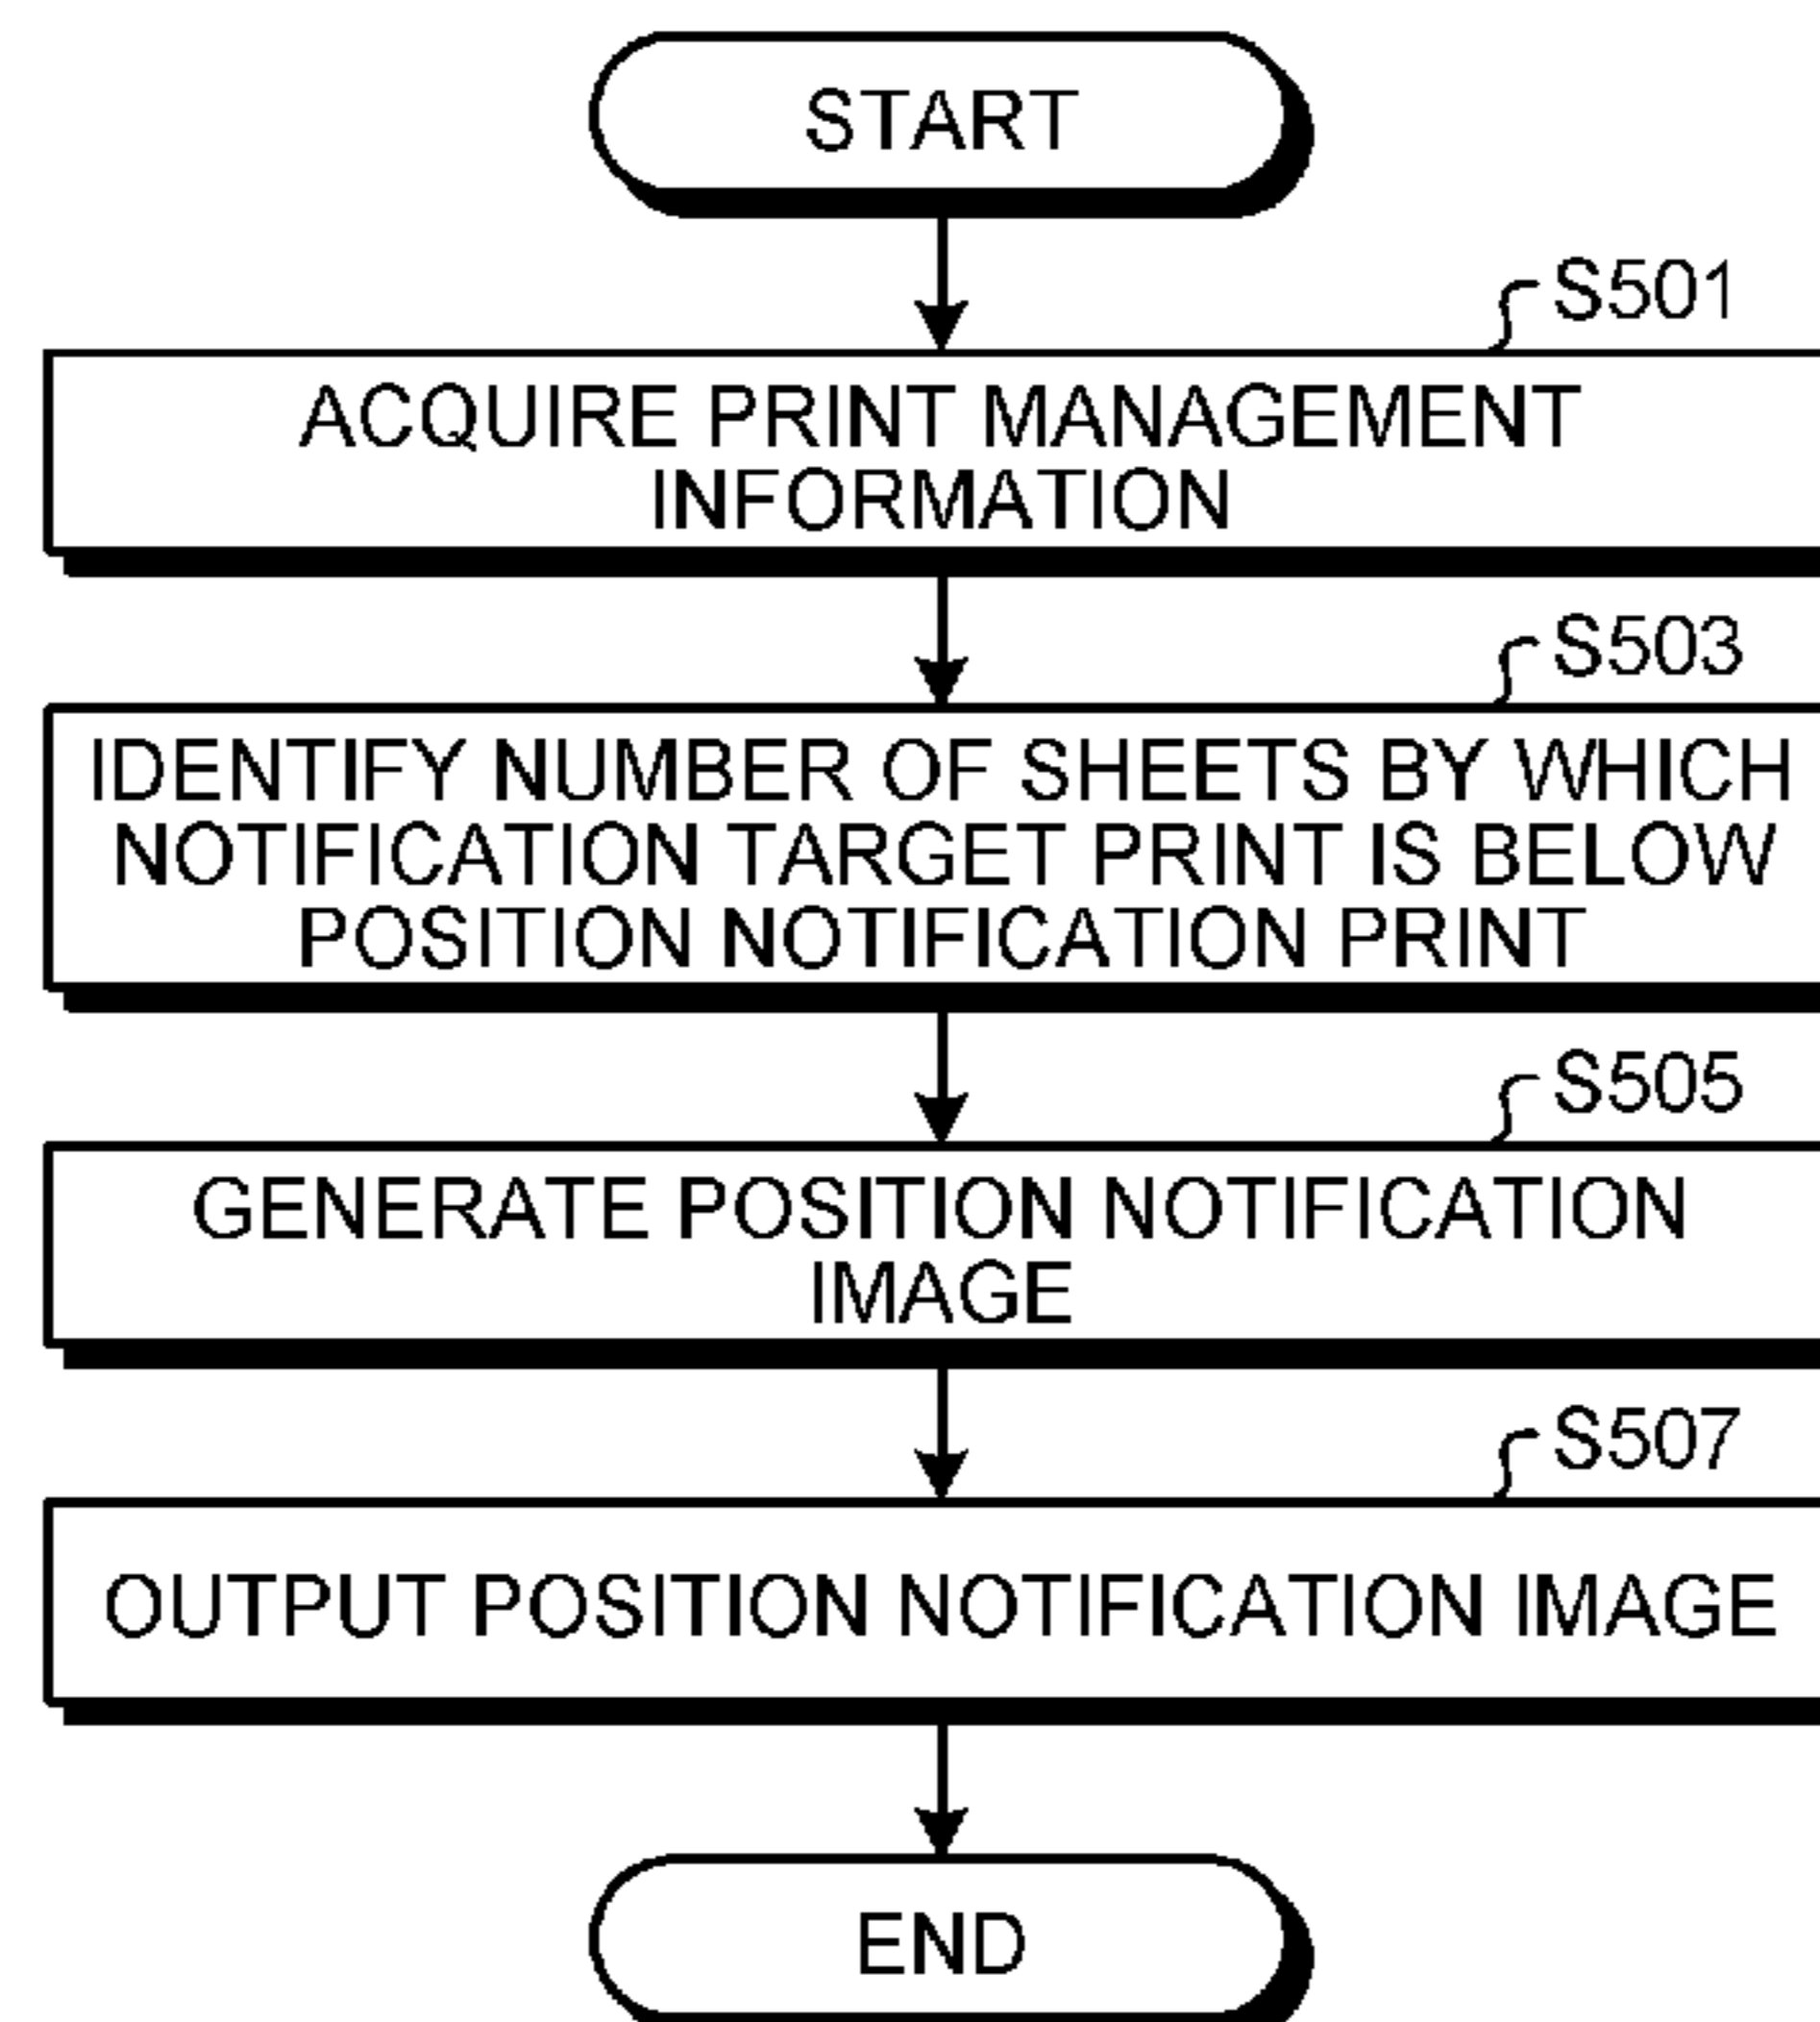 START
S501
ACQUIRE PRINT MANAGEMENT
INFORMATION
S503
IDENTIFY NUMBER OF SHEETS BY WHICH
NOTIFICATION TARGET PRINT IS BELOW
POSITION NOTIFICATION PRINT
S505
GENERATE POSITION NOTIFICATION
IMAGE
S507
OUTPUT POSITION NOTIFICATION IMAGE
END